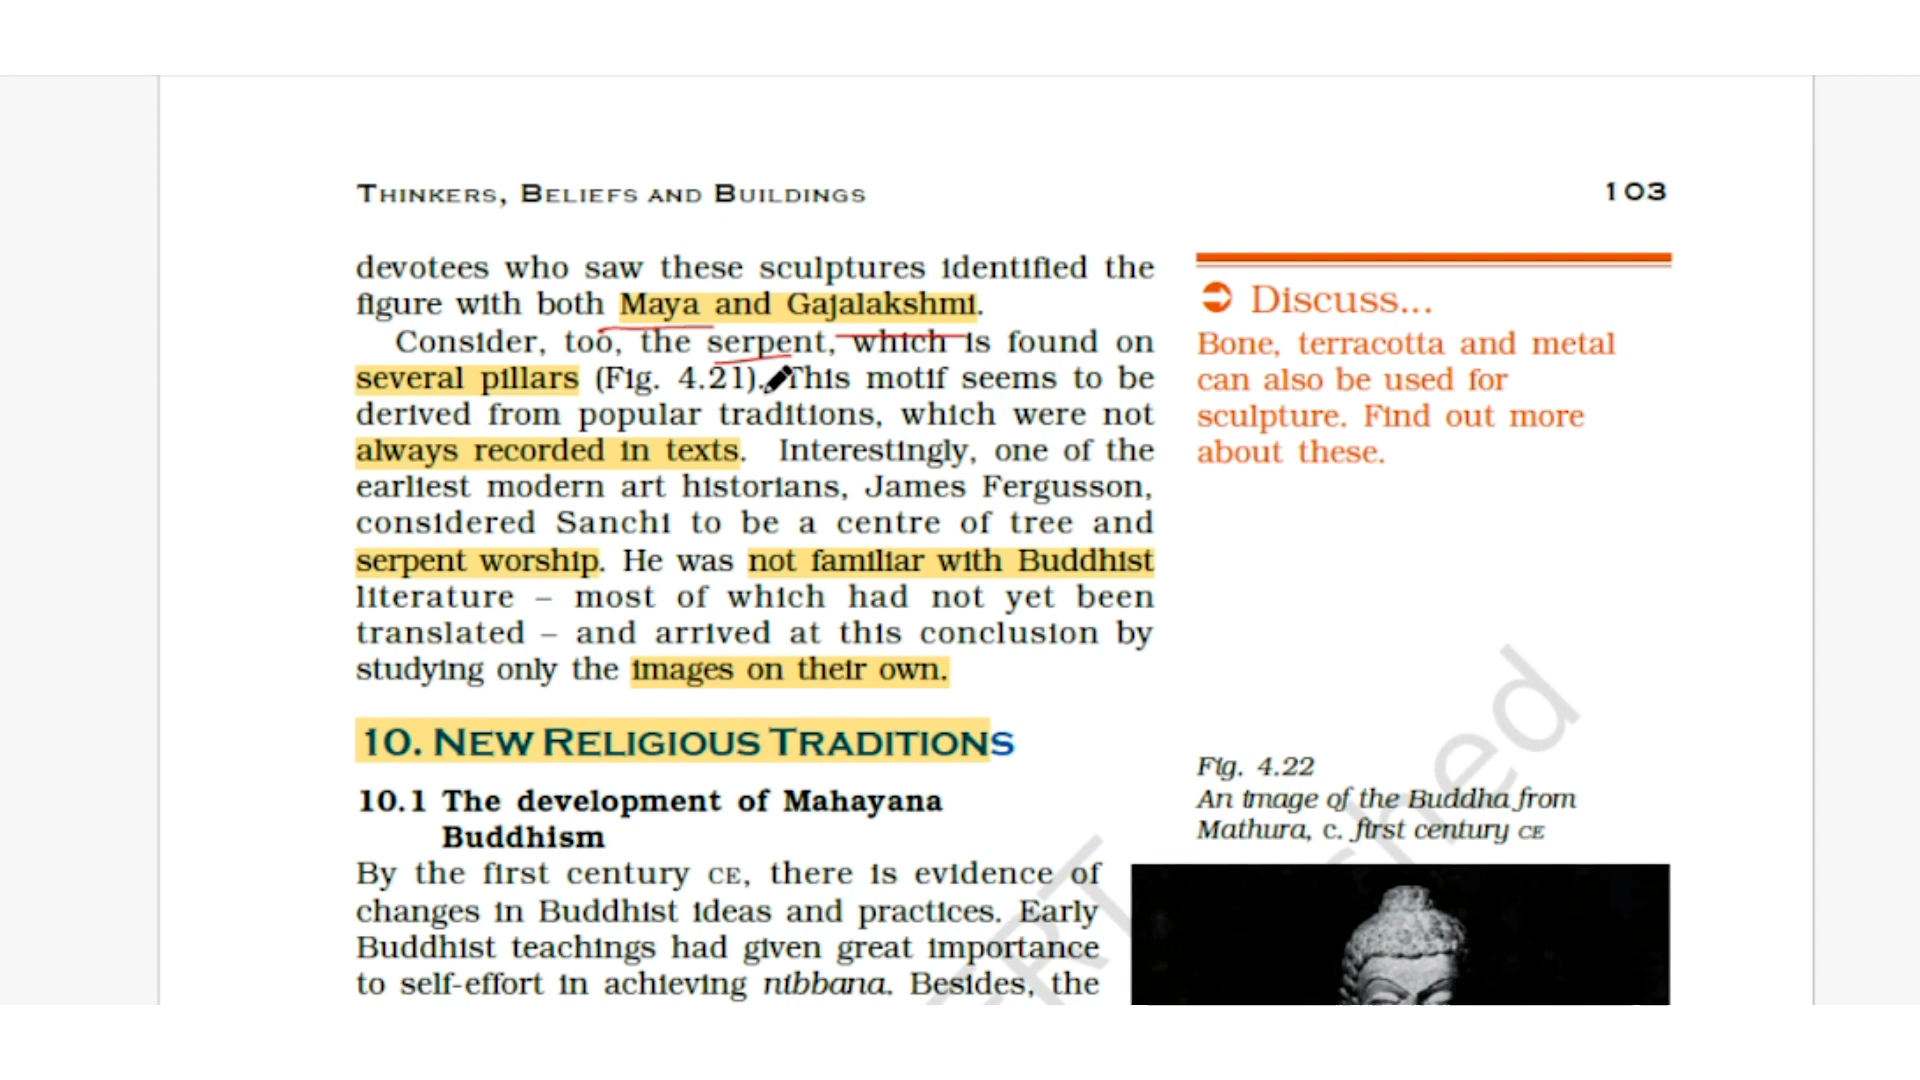 THINKERS, BELIEFS AND BUILDINGS
103
devotees who saw these sculptures identified the
figure with both Maya and Gajalakshmi.
Consider, too, the serpent, which is found on
several pillars (Fig. 4.21). This motif seems to be
derived from popular traditions, which were not
always recorded in texts. Interestingly, one of the
earliest modern art historians, James Fergusson,
considered Sanchi to be a centre of tree and
serpent worship. He was not familiar with Buddhist
literature – most of which had not yet been
translated – and arrived at this conclusion by
studying only the images on their own.
10. NEW RELIGIOUS TRADITIONS
10.1 The development of Mahayana
Buddhism
By the first century CE, there is evidence of
changes in Buddhist ideas and practices. Early
Buddhist teachings had given great importance
to self-effort in achieving nibbana. Besides, the
Discuss...
Bone, terracotta and metal
can also be used for
sculpture. Find out more
about these.
Fig. 4.22
An image of the Buddha from
Mathura, c. first century CE